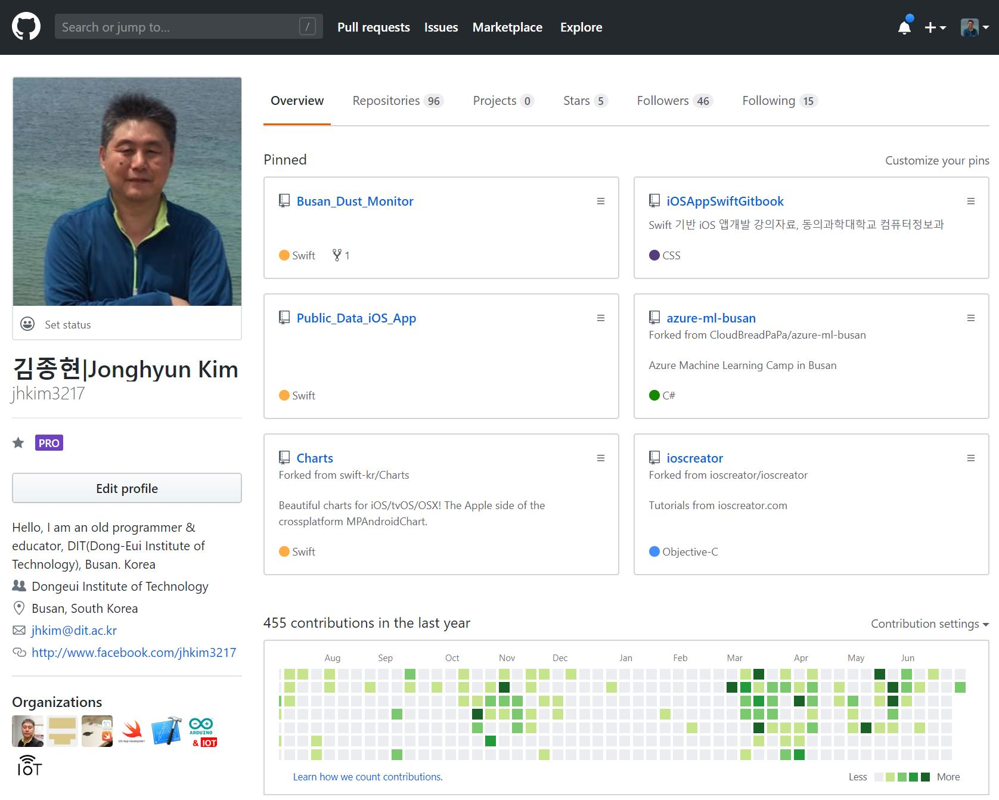 Search or jump to... /
Pull requests Issues Marketplace Explore
Overview Repositories 96 Projects 0 Stars 5 Followers 46 Following 15
Set status
김종현|Jonghyun Kim
jhkim3217
PRO
Edit profile
Hello, I am an old programmer &
educator, DIT(Dong-Eui Institute of
Technology), Busan. Korea
Dongeui Institute of Technology
Busan, South Korea
jhkim@dit.ac.kr
http://www.facebook.com/jhkim3217
Organizations
ARDUINO
& IOT
IoT
Pinned
Customize your pins
Busan_Dust_Monitor
Swift 1
iOSAppSwiftGitbook
Swift 기반 iOS 앱개발 강의자료, 동의과학대학교 컴퓨터정보과
CSS
Public_Data_iOS_App
Swift
azure-ml-busan
Forked from CloudBreadPaPa/azure-ml-busan
Azure Machine Learning Camp in Busan
C#
Charts
Forked from swift-kr/Charts
Beautiful charts for iOS/tvOS/OSX! The Apple side of the
crossplatform MPAndroidChart.
Swift
ioscreator
Forked from ioscreator/ioscreator
Tutorials from ioscreator.com
Objective-C
455 contributions in the last year
Contribution settings
Aug Sep Oct Nov Dec Jan Feb Mar Apr May Jun
Learn how we count contributions.
Less More